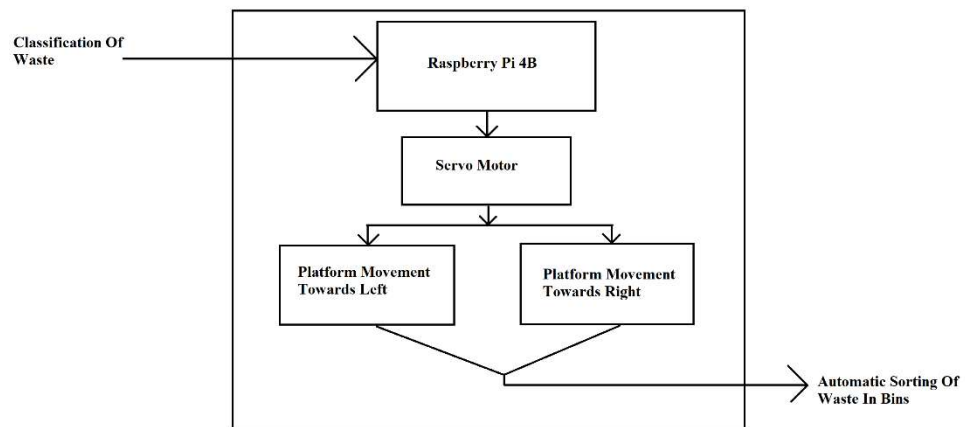 Classification Of
Waste
Raspberry Pi 4B
Servo Motor
Platform Movement
Towards Left
Platform Movement
Towards Right
Automatic Sorting Of
Waste In Bins